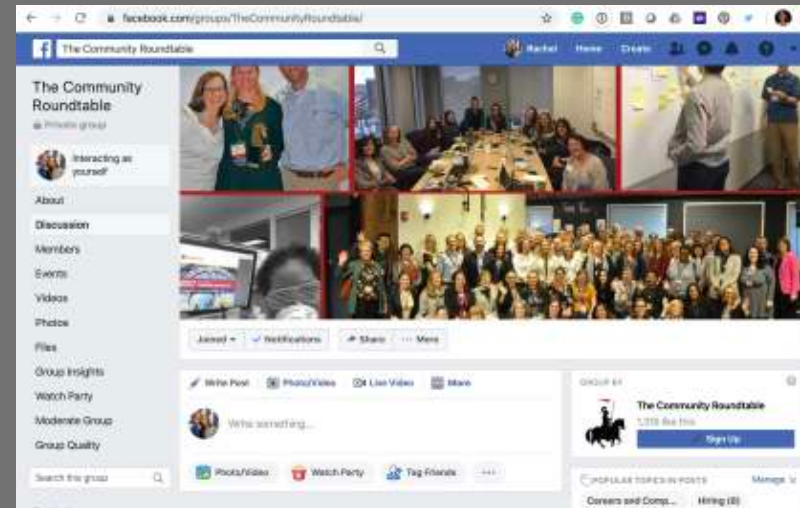 facebook.com/groups/TheCommunityRoundtable/
The Community Roundtable
Rachel Home Create
The Community
Roundtable
Private group
Interacting as
yourself
About
Discussion
Members
Events
Videos
Photos
Files
Group Insights
Watch Party
Moderate Group
Group Quality
Search this group
Joined Notifications Share More
Write Post Photo/Video Live Video More
Write something...
Photo/Video Watch Party Tag Friends
GROUP BY
The Community Roundtable
like this
Sign Up
POPULAR TOPICS IN POSTS Manage
Careers and Comp... Hiring (8)